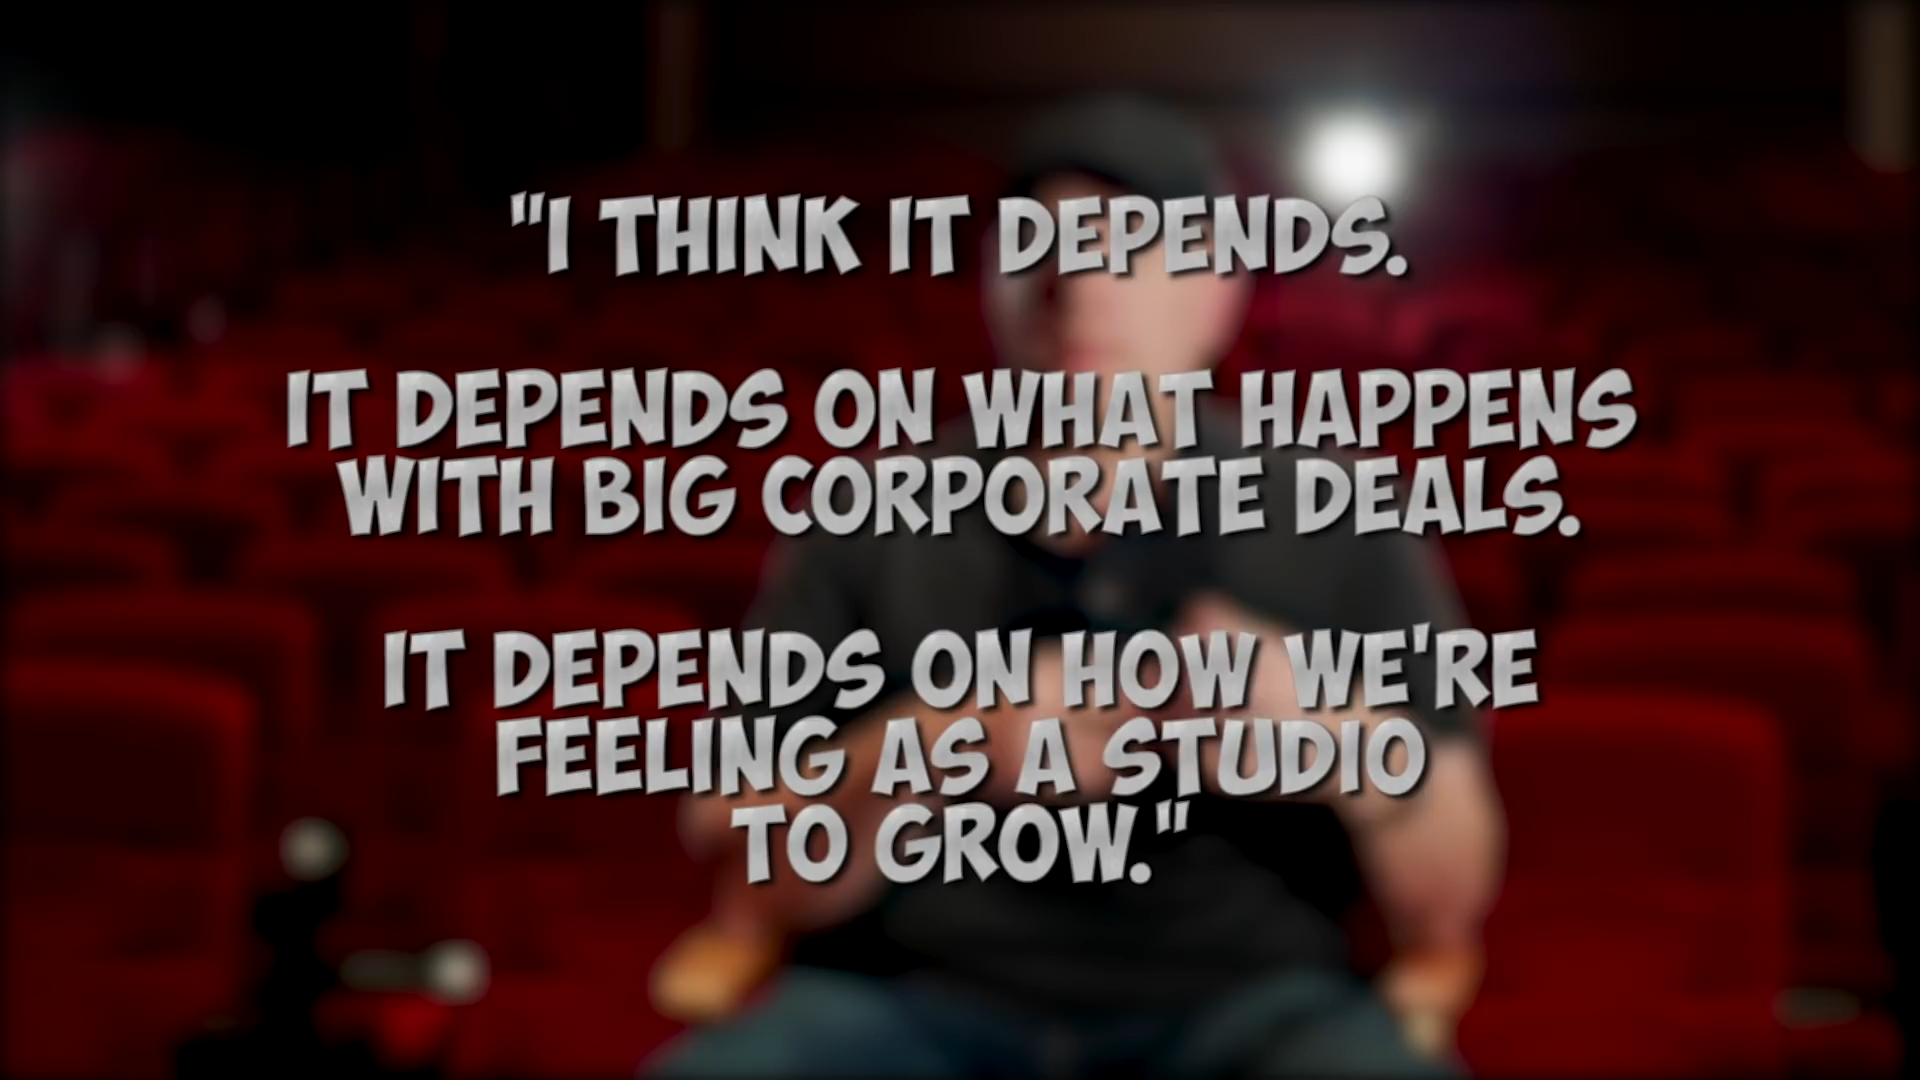 "I THINK IT DEPENDS.
IT DEPENDS ON WHAT HAPPENS
WITH BIG CORPORATE DEALS.
IT DEPENDS ON HOW WE'RE
FEELING AS A STUDIO
TO GROW."